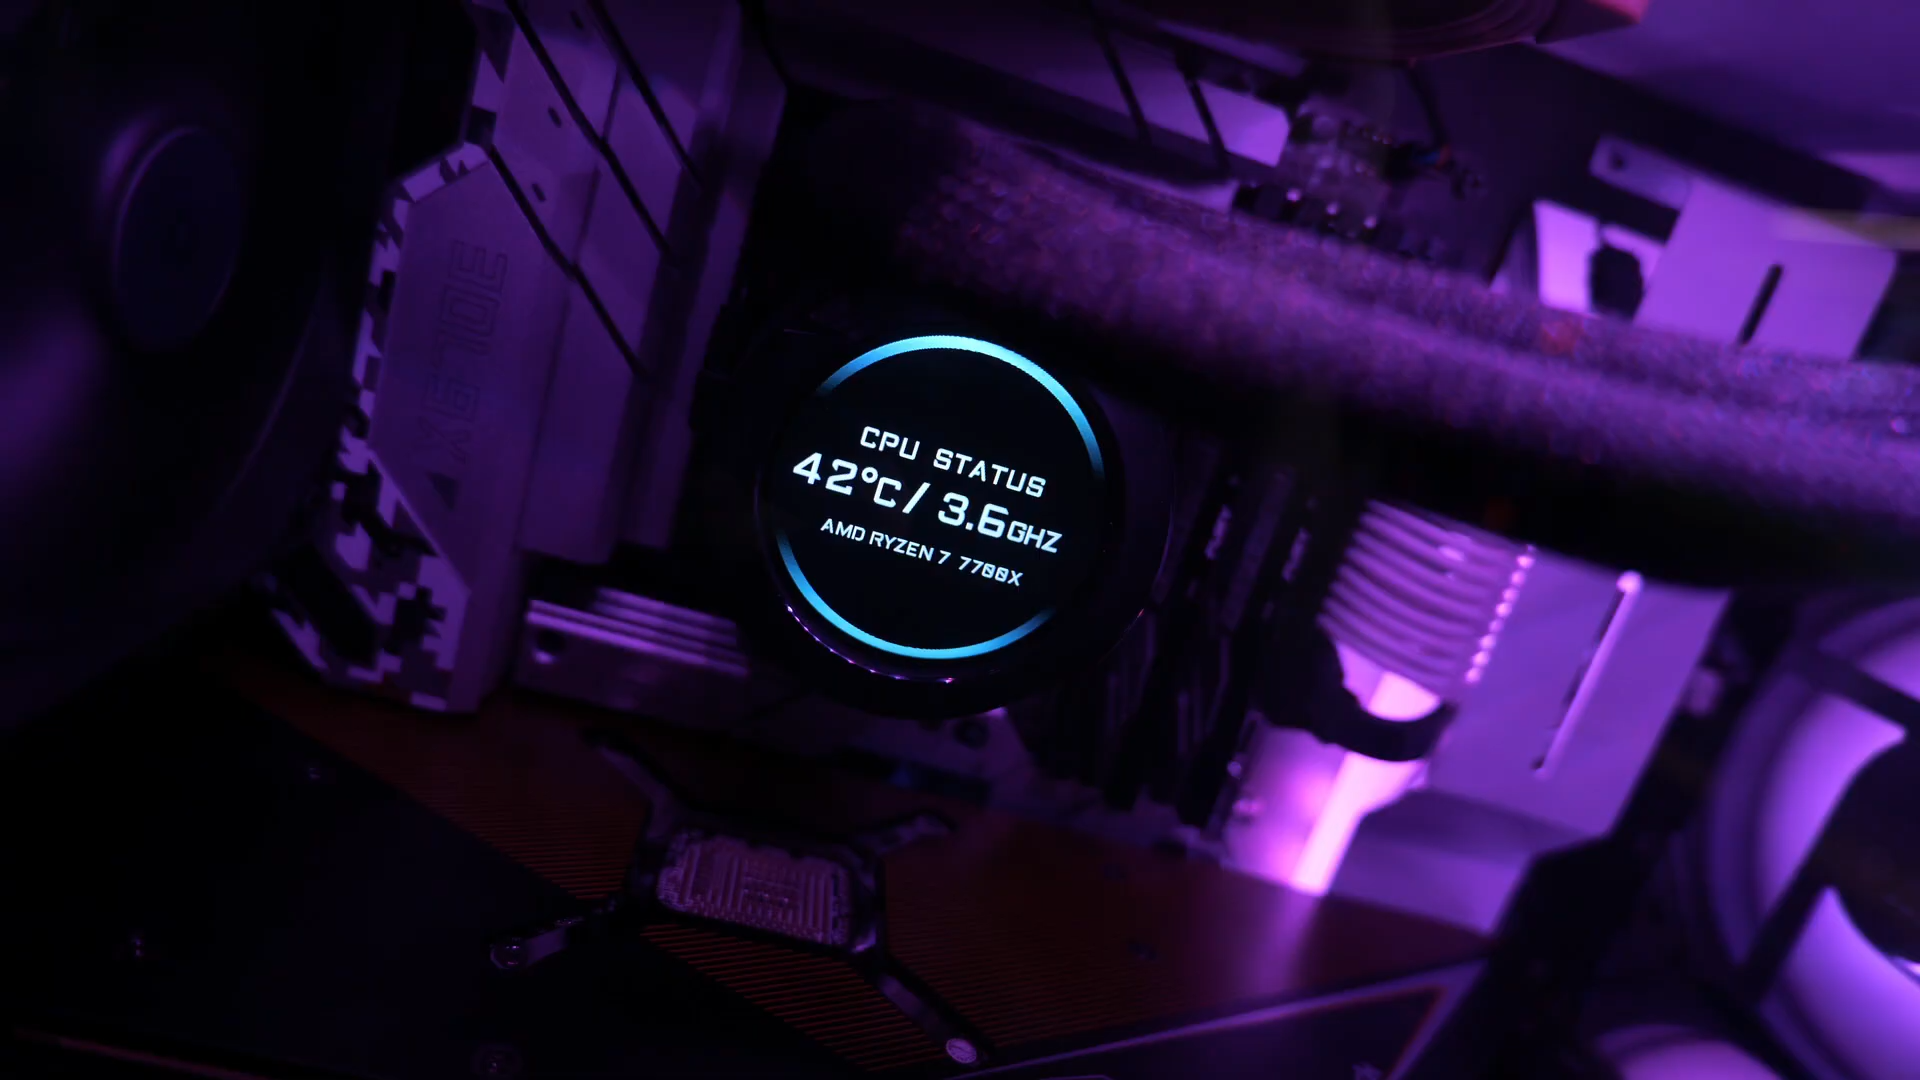 CPU STATUS
42°C/ 3.6GHZ
AMD RYZEN 7 7700X